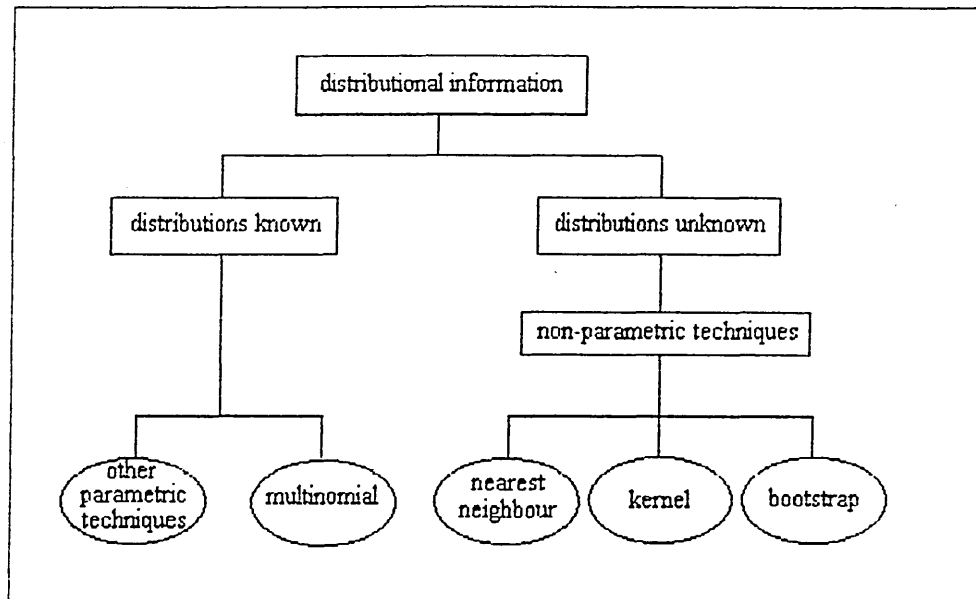 distributional information
distributions known
distributions unknown
non-parametric techniques
other
parametric
techniques
multinomial
nearest
neighbour
kernel
bootstrap